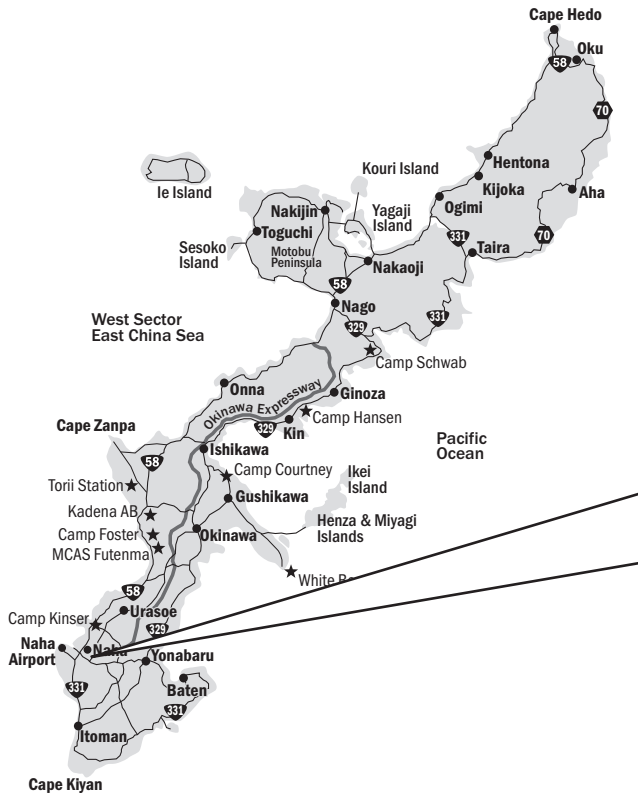 Cape Hedo
Oku
58
70
Hentona
Kouri Island
Kijoka
Aha
Ie Island
Nakijin
Yagaji
Island
Ogimi
Toguchi
331
70
Sesoko
Island
Motobu
Peninsula
Taira
Nakaoji
58
Nago
331
West Sector
East China Sea
329
Camp Schwab
Onna
Okinawa Expressway
Ginoza
Camp Hansen
Cape Zanpa
329
Kin
Pacific
Ocean
58
Ishikawa
Camp Courtney
Ikei
Island
Torii Station
Gushikawa
Kadena AB
Henza & Miyagi
Islands
Camp Foster
Okinawa
MCAS Futenma
White
58
Camp Kinser
Urasoe
329
Naha
Airport
Naha
Yonabaru
331
Baten
331
Itoman
Cape Kiyan